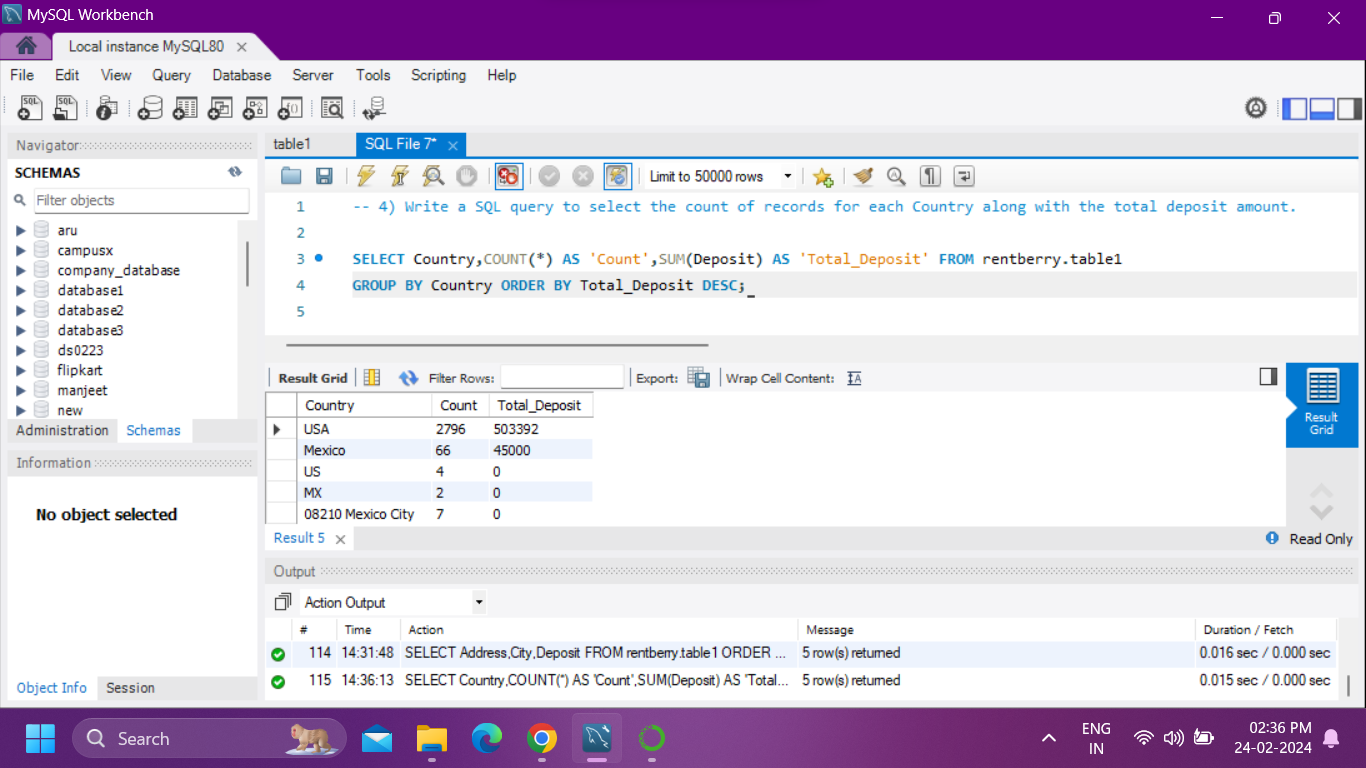 MySQL Workbench
Local instance MySQL80
File Edit View Query Database Server Tools Scripting Help
Navigator
SCHEMAS
Filter objects
aru
campusx
company_database
database1
database2
database3
ds0223
flipkart
manjeet
new
Administration Schemas
Information
No object selected
Object Info Session
table1 SQL File 7*
Limit to 50000 rows
1 -- 4) Write a SQL query to select the count of records for each Country along with the total deposit amount.
2
3 SELECT Country,COUNT(*) AS 'Count',SUM(Deposit) AS 'Total_Deposit' FROM rentberry.table1
4 GROUP BY Country ORDER BY Total_Deposit DESC;
5
Result Grid Filter Rows: Export: Wrap Cell Content:
Country Count Total_Deposit
USA 2796 503392
Mexico 66 45000
US 4 0
MX 2 0
08210 Mexico City 7 0
Result Grid
Result 5
Read Only
Output
Action Output
# Time Action Message Duration / Fetch
114 14:31:48 SELECT Address,City,Deposit FROM rentberry.table1 ORDER ... 5 row(s) returned 0.016 sec / 0.000 sec
115 14:36:13 SELECT Country,COUNT(*) AS 'Count',SUM(Deposit) AS 'Total... 5 row(s) returned 0.015 sec / 0.000 sec
Search
ENG
IN
02:36 PM
24-02-2024